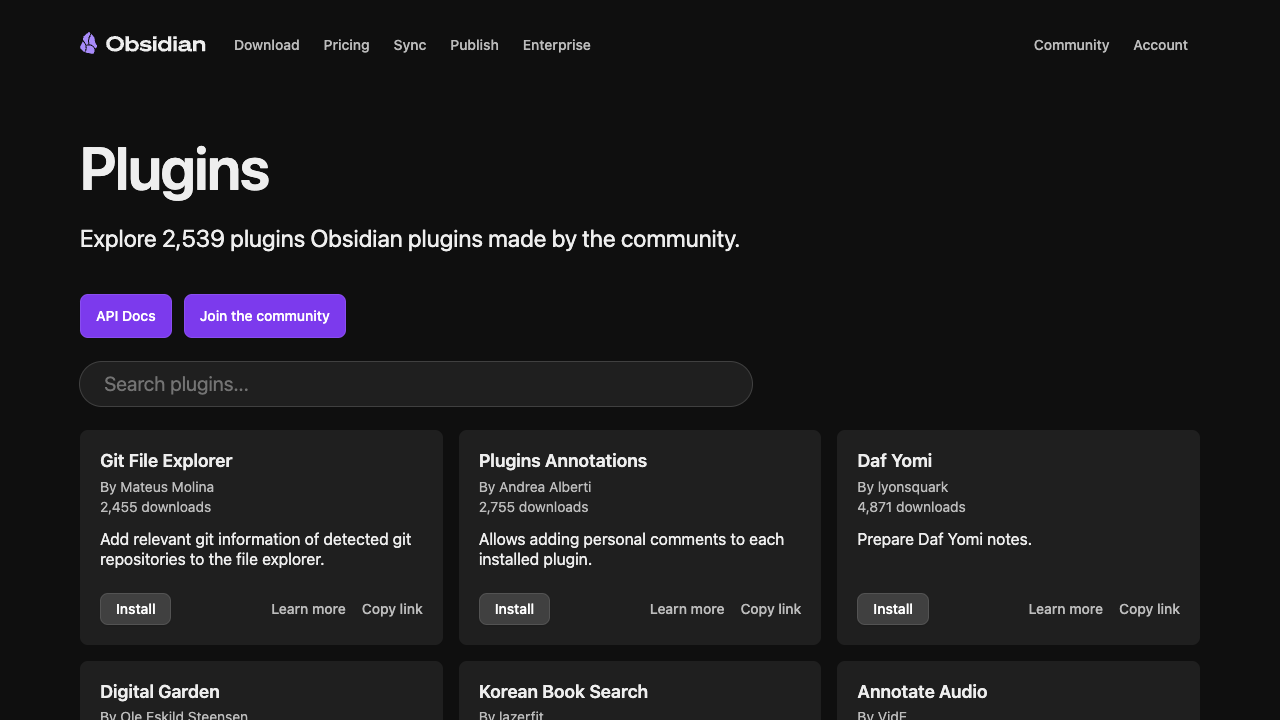 Obsidian
Download
Pricing
Sync
Publish
Enterprise
Community
Account
Plugins
Explore 2,539 plugins Obsidian plugins made by the community.
API Docs
Join the community
Search plugins...
Git File Explorer
By Mateus Molina
2,455 downloads
Add relevant git information of detected git
repositories to the file explorer.
Install
Learn more
Copy link
Plugins Annotations
By Andrea Alberti
2,755 downloads
Allows adding personal comments to each
installed plugin.
Install
Learn more
Copy link
Daf Yomi
By lyonsquark
4,871 downloads
Prepare Daf Yomi notes.
Install
Learn more
Copy link
Digital Garden
By Ole Eskild Steensen
Korean Book Search
By lazerfit
Annotate Audio
By VidE